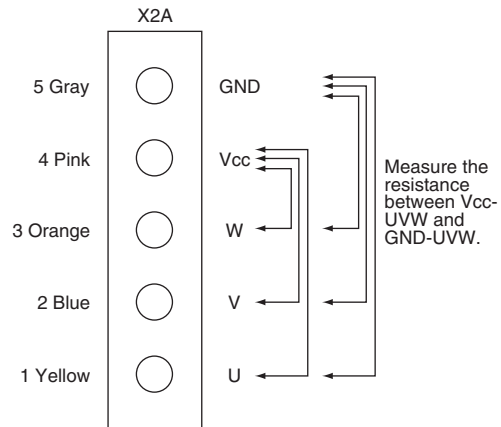 X2A
5 Gray GND
4 Pink Vcc
3 Orange W
2 Blue V
1 Yellow U
Measure the
resistance
between Vcc-
UVW and
GND-UVW.